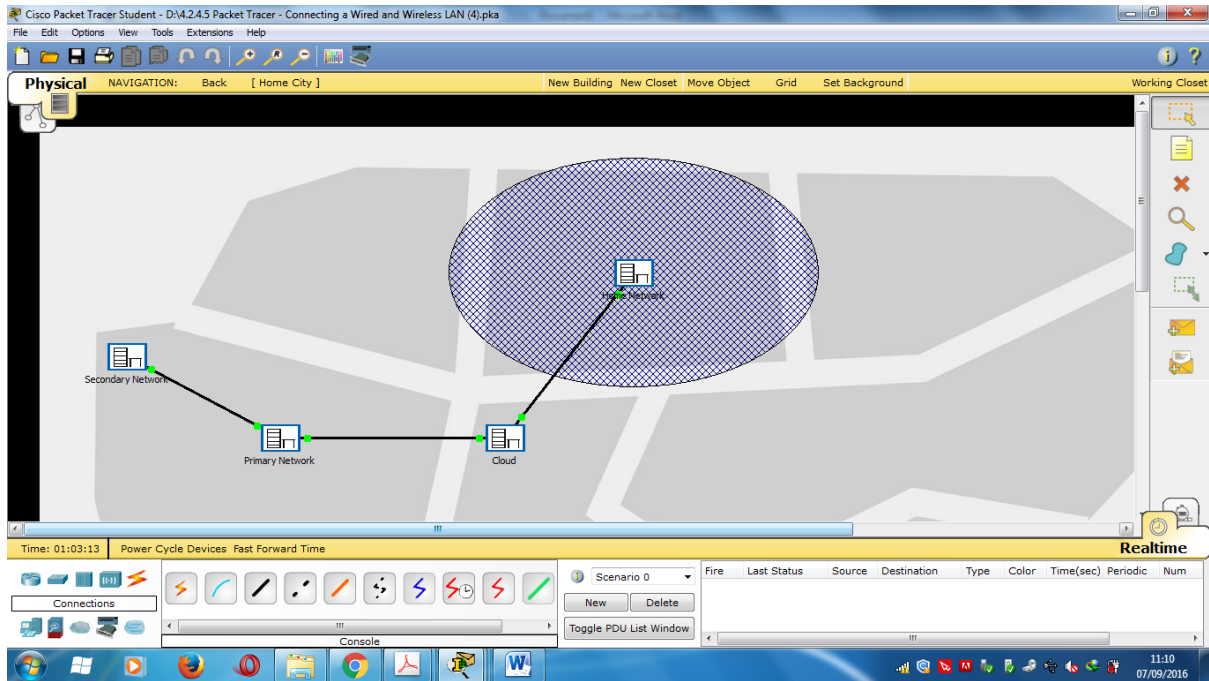 Cisco Packet Tracer Student - D:\4.2.4.5 Packet Tracer - Connecting a Wired and Wireless LAN (4).pka
File Edit Options View Tools Extensions Help
Physical NAVIGATION: Back [ Home City ] New Building New Closet Move Object Grid Set Background Working Closet
Home Network
Secondary Network
Primary Network
Cloud
Time: 01:03:13 Power Cycle Devices Fast Forward Time Realtime
Scenario 0 Fire Last Status Source Destination Type Color Time(sec) Periodic Num
Connections
New Delete
Toggle PDU List Window
Console
11:10
07/09/2016